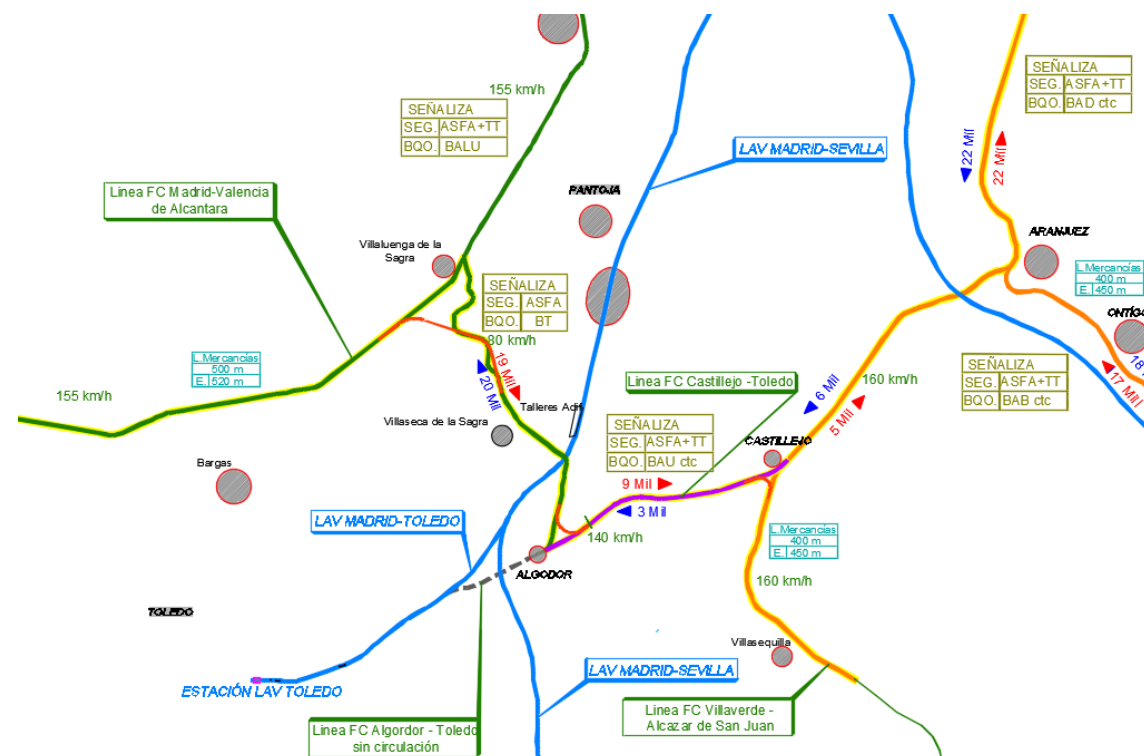 155 km/h
SEÑALIZA
SEG. ASFA+TT
BQO. BALU
SEÑALIZA
SEG. ASFA+TT
BQO. BAD ctc
LAV MADRID-SEVILLA
22 Mil
22 Mil
Linea FC Madrid-Valencia
de Alcantara
PANTOJA
ARANJUEZ
Villaluenga de la
Sagra
L.Mercancías
400 m
E. 450 m
SEÑALIZA
SEG. ASFA
BQO. BT
80 km/h
L.Mercancías
500 m
E. 520 m
19 Mil
20 Mil
155 km/h
Linea FC Castillejo -Toledo
160 km/h
6 Mil
5 Mil
SEÑALIZA
SEG. ASFA+TT
BQO. BAB ctc
17 Mil
18
Talleres Adif
Villaseca de la Sagra
SEÑALIZA
SEG. ASFA+TT
BQO. BAU ctc
CASTILLEJO
Bargas
9 Mil
3 Mil
LAV MADRID-TOLEDO
140 km/h
L.Mercancías
400 m
E. 450 m
ALGODOR
160 km/h
TOLEDO
Villasequilla
LAV MADRID-SEVILLA
ESTACIÓN LAV TOLEDO
Linea FC Algordor - Toledo
sin circulación
Linea FC Villaverde -
Alcazar de San Juan